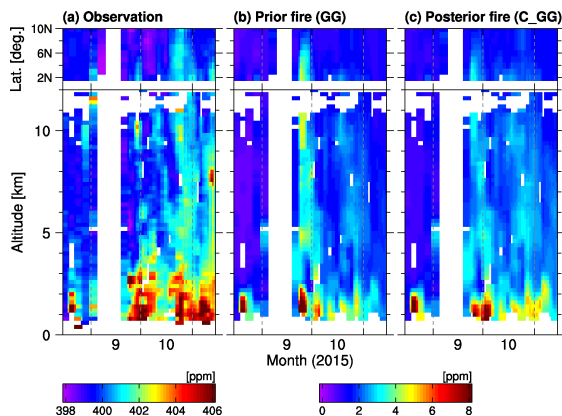 (a) Observation (b) Prior fire (GG) (c) Posterior fire (C_GG)
Lat. [deg.]
10N
6N
2N
Altitude [km]
10
5
0
9 10 9 10 9 10
Month (2015)
[ppm] [ppm]
398 400 402 404 406 0 2 4 6 8